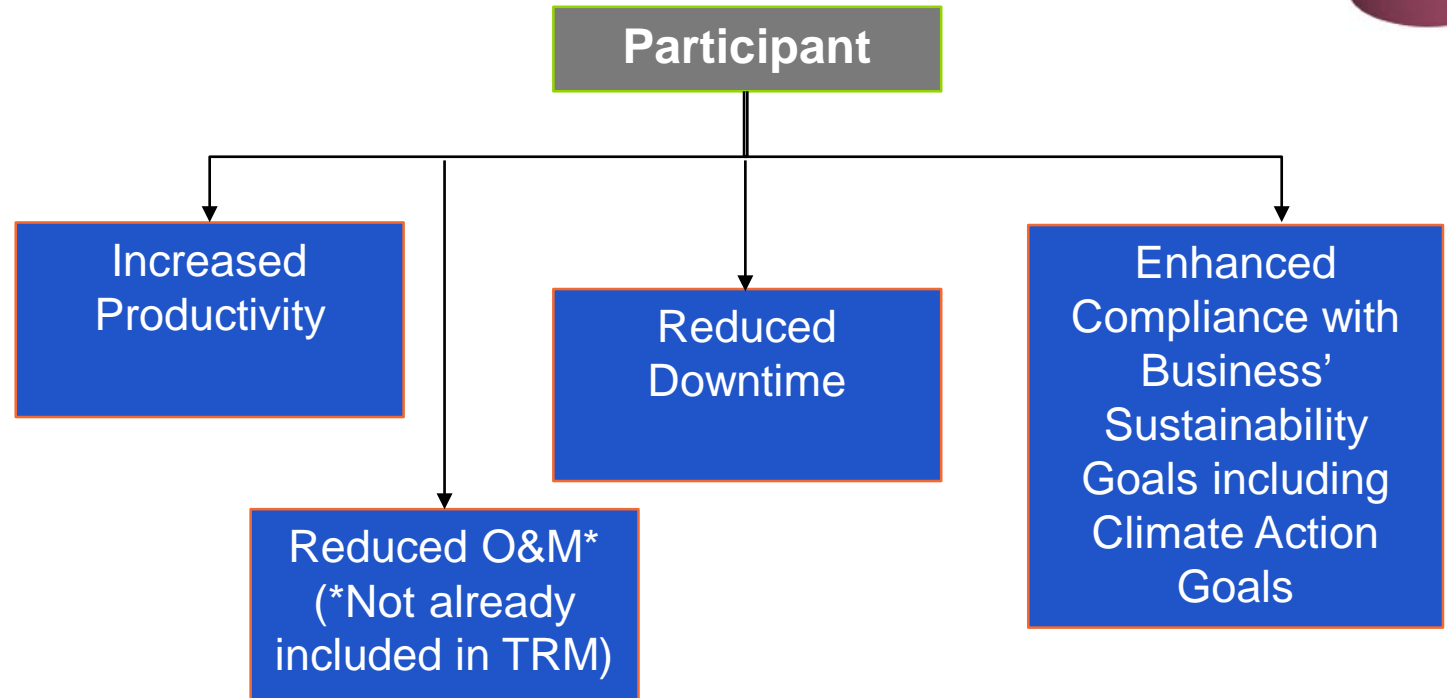 Participant
Increased
Productivity
Reduced O&M*
(*Not already
included in TRM)
Reduced
Downtime
Enhanced
Compliance with
Business’
Sustainability
Goals including
Climate Action
Goals